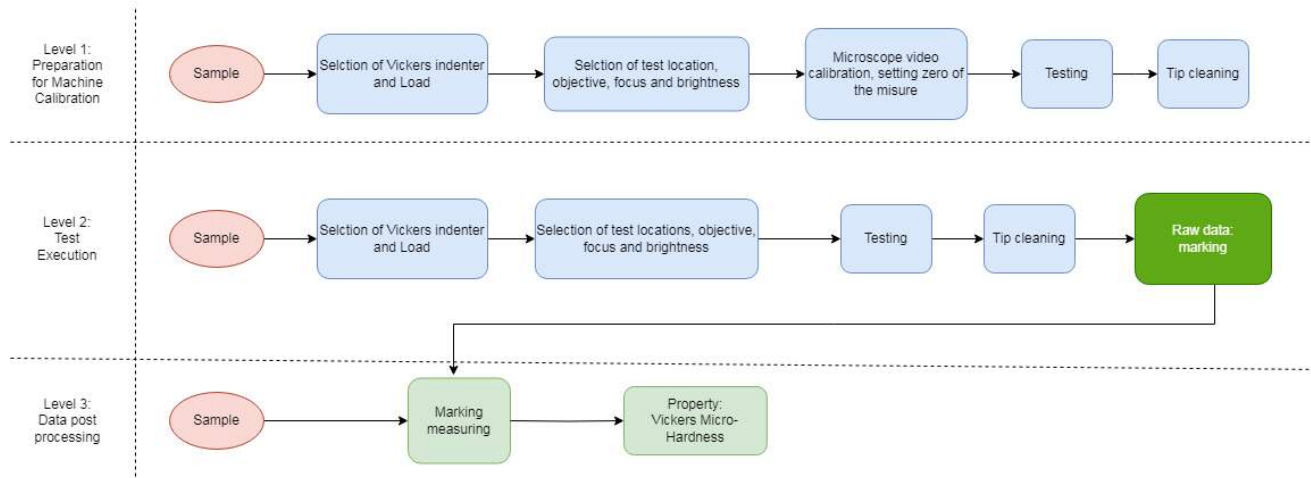 Level 1:
Preparation
for Machine
Calibration
Sample
Selction of Vickers indenter
and Load
Selction of test location,
objective, focus and brightness
Microscope video
calibration, setting zero of
the misure
Testing
Tip cleaning
Level 2:
Test
Execution
Sample
Selction of Vickers indenter
and Load
Selection of test locations, objective,
focus and brightness
Testing
Tip cleaning
Raw data:
marking
Level 3:
Data post
processing
Sample
Marking
measuring
Property:
Vickers Micro-
Hardness